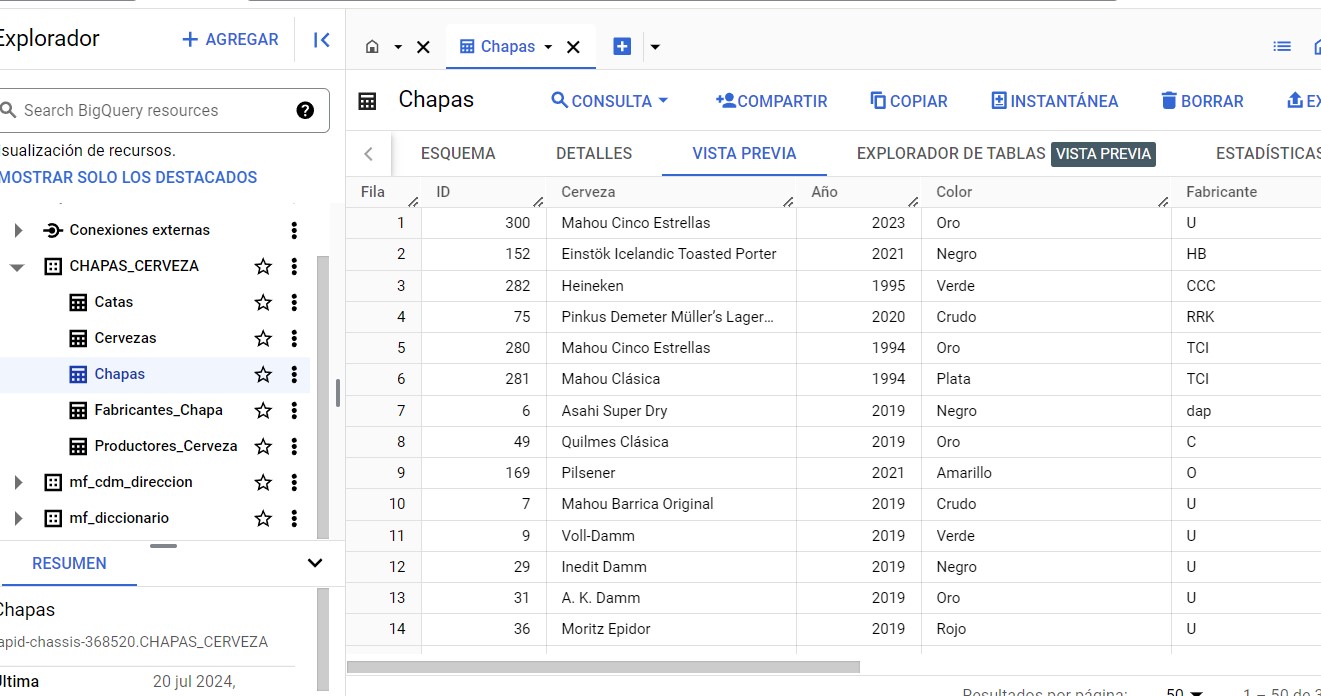 Explorador
+ AGREGAR
Search BigQuery resources
sualización de recursos.
MOSTRAR SOLO LOS DESTACADOS
Conexiones externas
CHAPAS_CERVEZA
Catas
Cervezas
Chapas
Fabricantes_Chapa
Productores_Cerveza
mf_cdm_direccion
mf_diccionario
RESUMEN
Chapas
apid-chassis-368520.CHAPAS_CERVEZA
Última 20 jul 2024,
Chapas
Chapas CONSULTA COMPARTIR COPIAR INSTANTÁNEA BORRAR EX
ESQUEMA DETALLES VISTA PREVIA EXPLORADOR DE TABLAS VISTA PREVIA ESTADÍSTICAS
Fila ID Cerveza Año Color Fabricante
1 300 Mahou Cinco Estrellas 2023 Oro U
2 152 Einstök Icelandic Toasted Porter 2021 Negro HB
3 282 Heineken 1995 Verde CCC
4 75 Pinkus Demeter Müller’s Lager… 2020 Crudo RRK
5 280 Mahou Cinco Estrellas 1994 Oro TCI
6 281 Mahou Clásica 1994 Plata TCI
7 6 Asahi Super Dry 2019 Negro dap
8 49 Quilmes Clásica 2019 Oro C
9 169 Pilsener 2021 Amarillo O
10 7 Mahou Barrica Original 2019 Crudo U
11 9 Voll-Damm 2019 Verde U
12 29 Inedit Damm 2019 Negro U
13 31 A. K. Damm 2019 Oro U
14 36 Moritz Epidor 2019 Rojo U
Resultados por página: 50 1 – 50 de 3